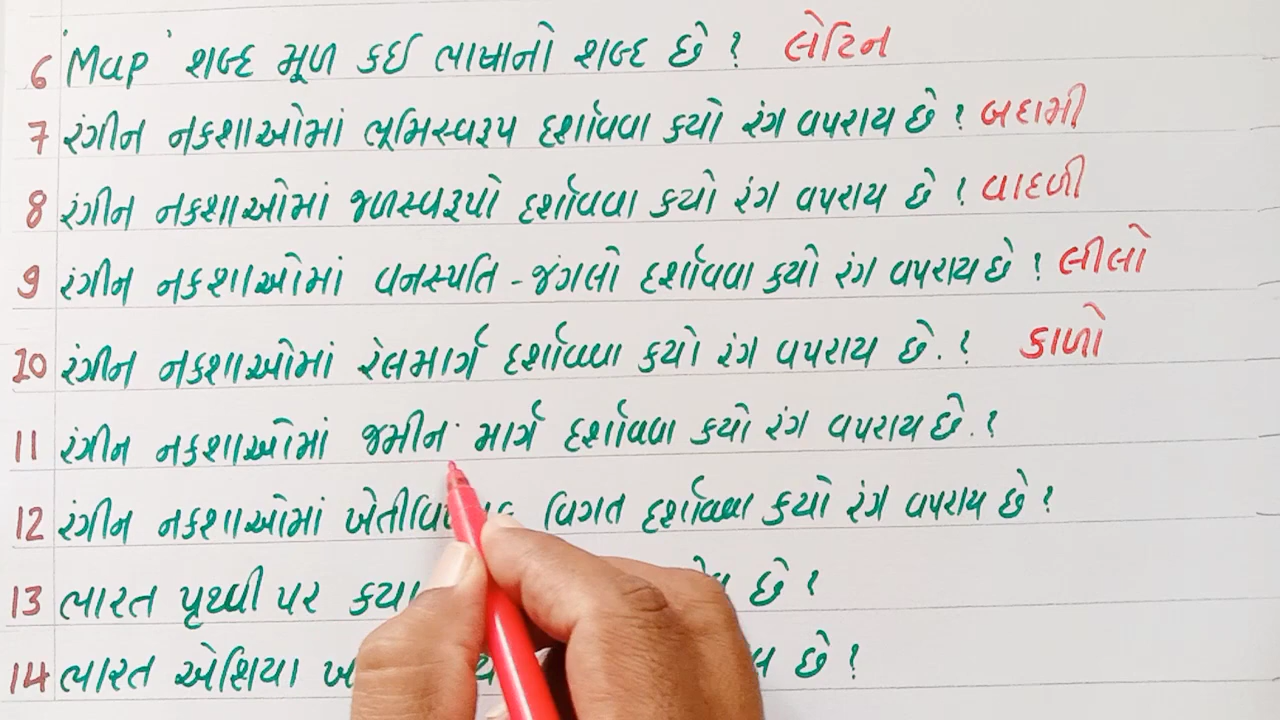 6 'Map' શબ્દ મૂળ કઈ ભાષાનો શબ્દ છે ? લેટિન
7 રંગીન નકશાઓમાં ભૂમિસ્વરૂપ દર્શાવવા કયો રંગ વપરાય છે ? બદામી
8 રંગીન નકશાઓમાં જળસ્વરૂપો દર્શાવવા કયો રંગ વપરાય છે ? વાદળી
9 રંગીન નકશાઓમાં વનસ્પતિ - જંગલો દર્શાવવા કયો રંગ વપરાય છે ? લીલો
10 રંગીન નકશાઓમાં રેલમાર્ગ દર્શાવવા કયો રંગ વપરાય છે . ? કાળો
11 રંગીન નકશાઓમાં જમીન માર્ગ દર્શાવવા કયો રંગ વપરાય છે . ?
12 રંગીન નકશાઓમાં વિગત દર્શાવવા કયો રંગ વપરાય છે ?
13 ભારત પૃથ્વી પર છે ?
14 ભારત એશિયા છે ?